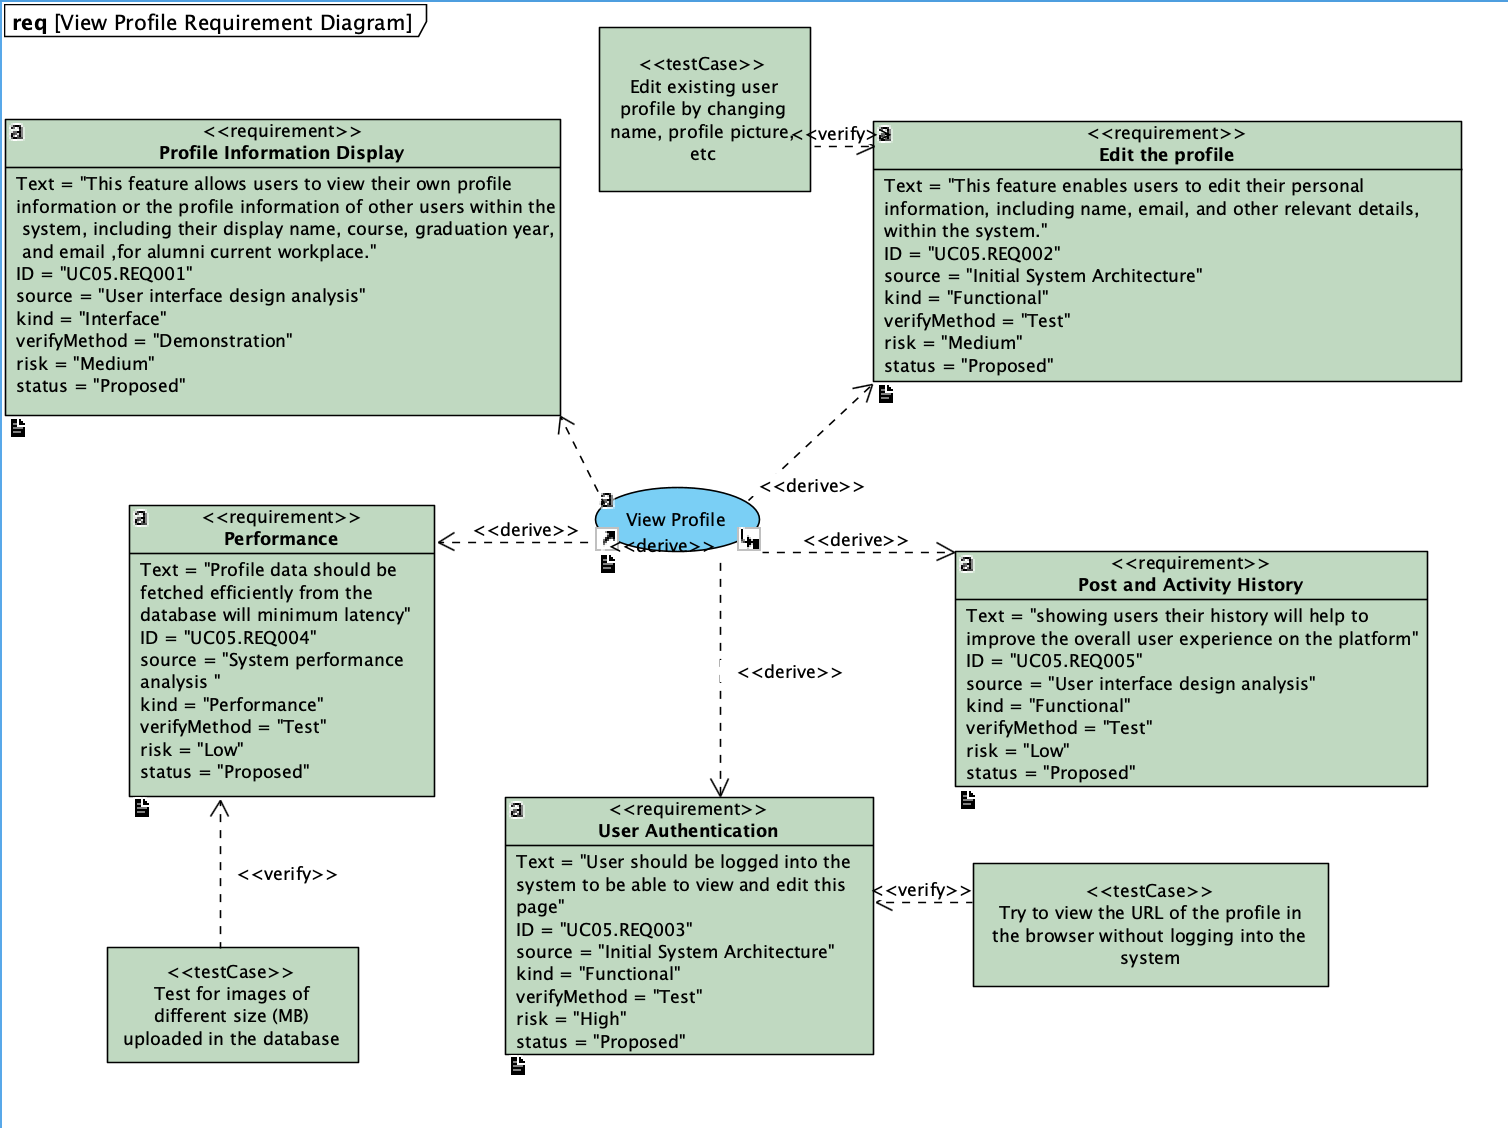 req [View Profile Requirement Diagram]
<<testCase>>
Edit existing user
profile by changing
name, profile picture,
etc
<<verify>>
a
<<requirement>>
Profile Information Display
Text = "This feature allows users to view their own profile
information or the profile information of other users within the
system, including their display name, course, graduation year,
and email ,for alumni current workplace."
ID = "UC05.REQ001"
source = "User interface design analysis"
kind = "Interface"
verifyMethod = "Demonstration"
risk = "Medium"
status = "Proposed"
a
<<requirement>>
Edit the profile
Text = "This feature enables users to edit their personal
information, including name, email, and other relevant details,
within the system."
ID = "UC05.REQ002"
source = "Initial System Architecture"
kind = "Functional"
verifyMethod = "Test"
risk = "Medium"
status = "Proposed"
<<derive>>
a
View Profile
<<derive>>
<<derive>>
<<derive>>
<<derive>>
a
<<requirement>>
Performance
Text = "Profile data should be
fetched efficiently from the
database will minimum latency"
ID = "UC05.REQ004"
source = "System performance
analysis "
kind = "Performance"
verifyMethod = "Test"
risk = "Low"
status = "Proposed"
a
<<requirement>>
Post and Activity History
Text = "showing users their history will help to
improve the overall user experience on the platform"
ID = "UC05.REQ005"
source = "User interface design analysis"
kind = "Functional"
verifyMethod = "Test"
risk = "Low"
status = "Proposed"
<<verify>>
<<testCase>>
Test for images of
different size (MB)
uploaded in the database
a
<<requirement>>
User Authentication
Text = "User should be logged into the
system to be able to view and edit this
page"
ID = "UC05.REQ003"
source = "Initial System Architecture"
kind = "Functional"
verifyMethod = "Test"
risk = "High"
status = "Proposed"
<<verify>>
<<testCase>>
Try to view the URL of the profile in
the browser without logging into the
system